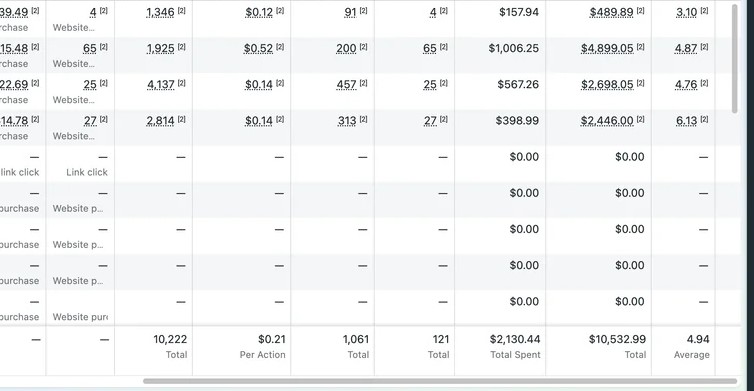 39.49 [2] 4 [2] 1,346 [2] $0.12 [2] 91 [2] 4 [2] $157.94 $489.89 [2] 3.10 [2]
rchase Website...
15.48 [2] 65 [2] 1,925 [2] $0.52 [2] 200 [2] 65 [2] $1,006.25 $4,899.05 [2] 4.87 [2]
rchase Website...
22.69 [2] 25 [2] 4,137 [2] $0.14 [2] 457 [2] 25 [2] $567.26 $2,698.05 [2] 4.76 [2]
rchase Website...
14.78 [2] 27 [2] 2,814 [2] $0.14 [2] 313 [2] 27 [2] $398.99 $2,446.00 [2] 6.13 [2]
rchase Website...
— — — — — — $0.00 $0.00 —
link click Link click
— — — — — — $0.00 $0.00 —
purchase Website p...
— — — — — — $0.00 $0.00 —
purchase Website p...
— — — — — — $0.00 $0.00 —
purchase Website p...
— — — — — — $0.00 $0.00 —
purchase Website purc
— — 10,222 $0.21 1,061 121 $2,130.44 $10,532.99 4.94
Total Per Action Total Total Total Spent Total Average